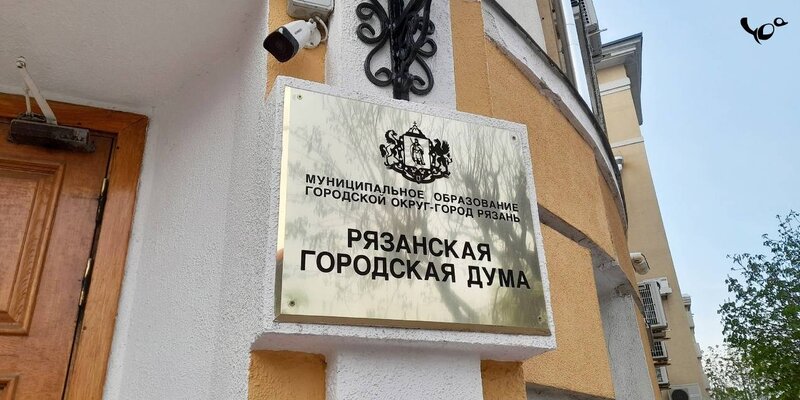 МУНИЦИПАЛЬНОЕ ОБРАЗОВАНИЕ
ГОРОДСКОЙ ОКРУГ-ГОРОД РЯЗАНЬ
РЯЗАНСКАЯ
ГОРОДСКАЯ ДУМА